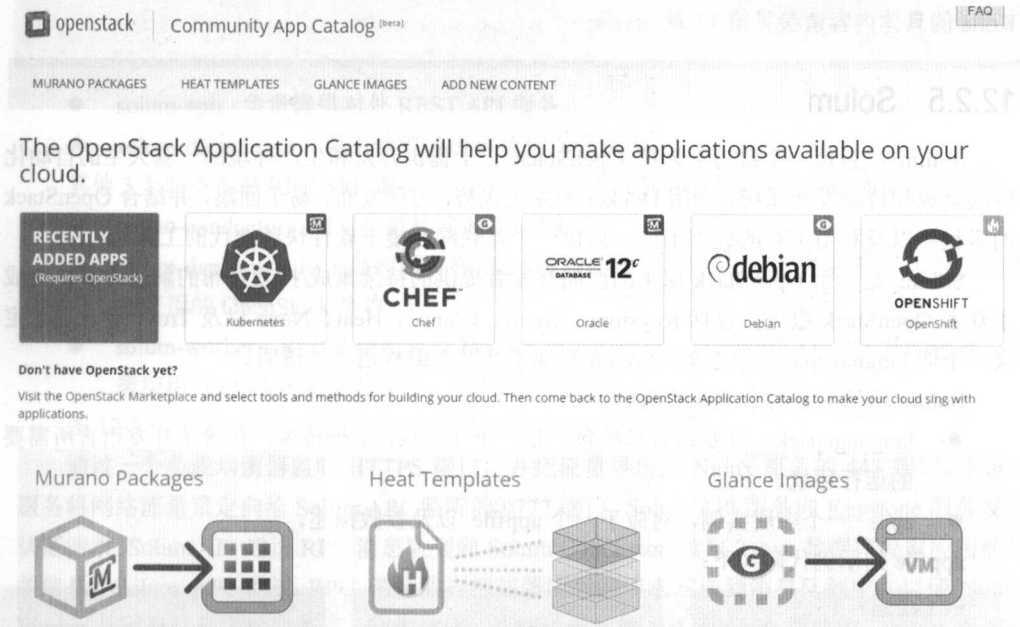 openstack
Community App Catalog [beta]
FAQ
MURANO PACKAGES
HEAT TEMPLATES
GLANCE IMAGES
ADD NEW CONTENT
The OpenStack Application Catalog will help you make applications available on your
cloud.
RECENTLY
ADDED APPS
(Requires OpenStack)
M
Kubernetes
G
CHEF
Chef
M
ORACLE
DATABASE 12c
Oracle
G
debian
Debian
OPENSHIFT
OpenShift
Don't have OpenStack yet?
Visit the OpenStack Marketplace and select tools and methods for building your cloud. Then come back to the OpenStack Application Catalog to make your cloud sing with
applications.
Murano Packages
M
Heat Templates
H
Glance Images
G
VM